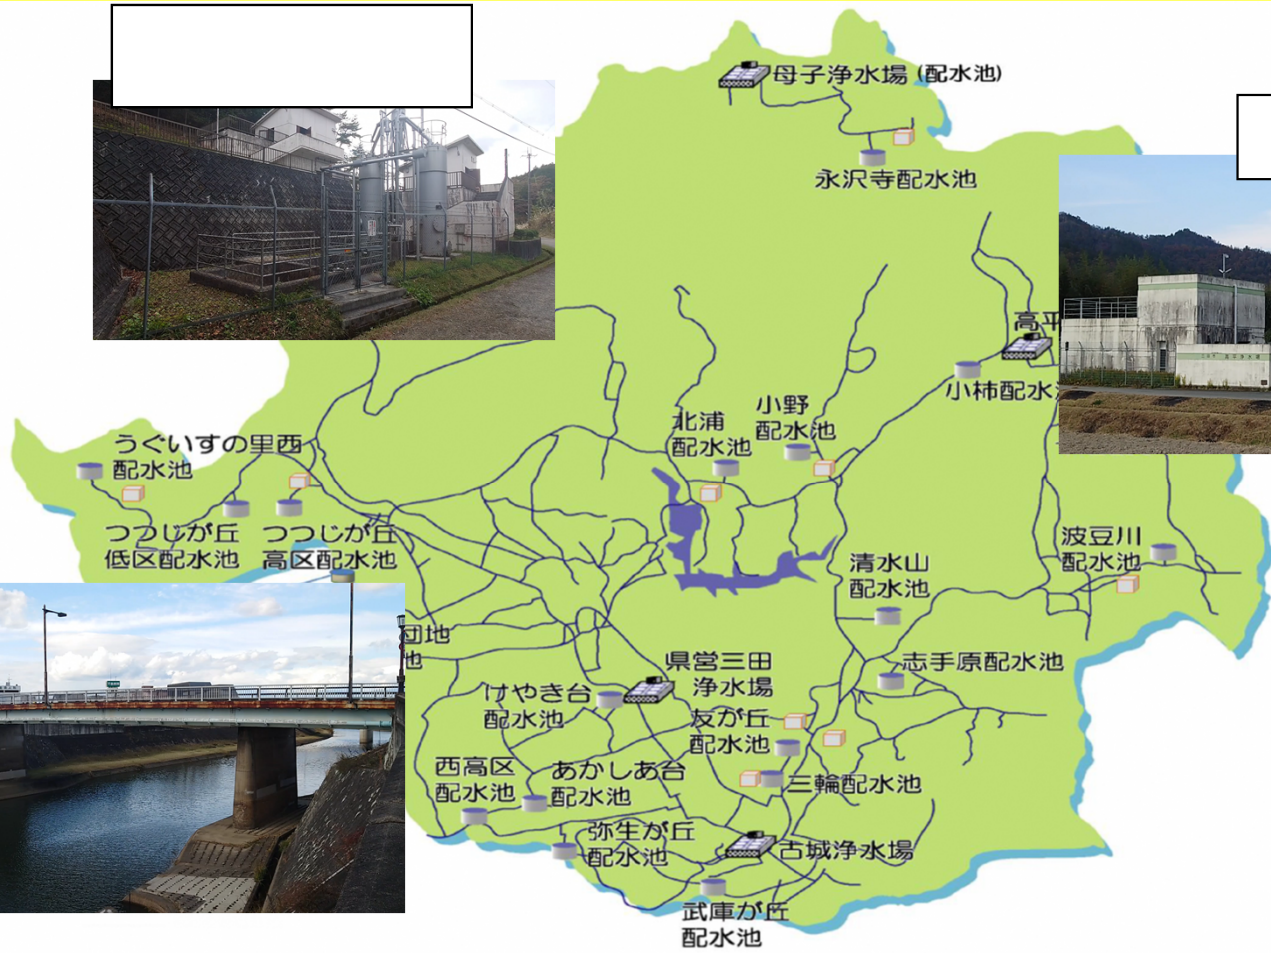 母子浄水場 (配水池)
永沢寺配水池
高平
小柿配水池
小野
配水池
北浦
配水池
うぐいすの里西
配水池
つつじが丘
低区配水池
つつじが丘
高区配水池
波豆川
配水池
清水山
配水池
団地
池
県営三田
浄水場
志手原配水池
けやき台
配水池
友が丘
配水池
西高区
配水池
あかしあ台
配水池
三輪配水池
弥生が丘
配水池
古城浄水場
武庫が丘
配水池